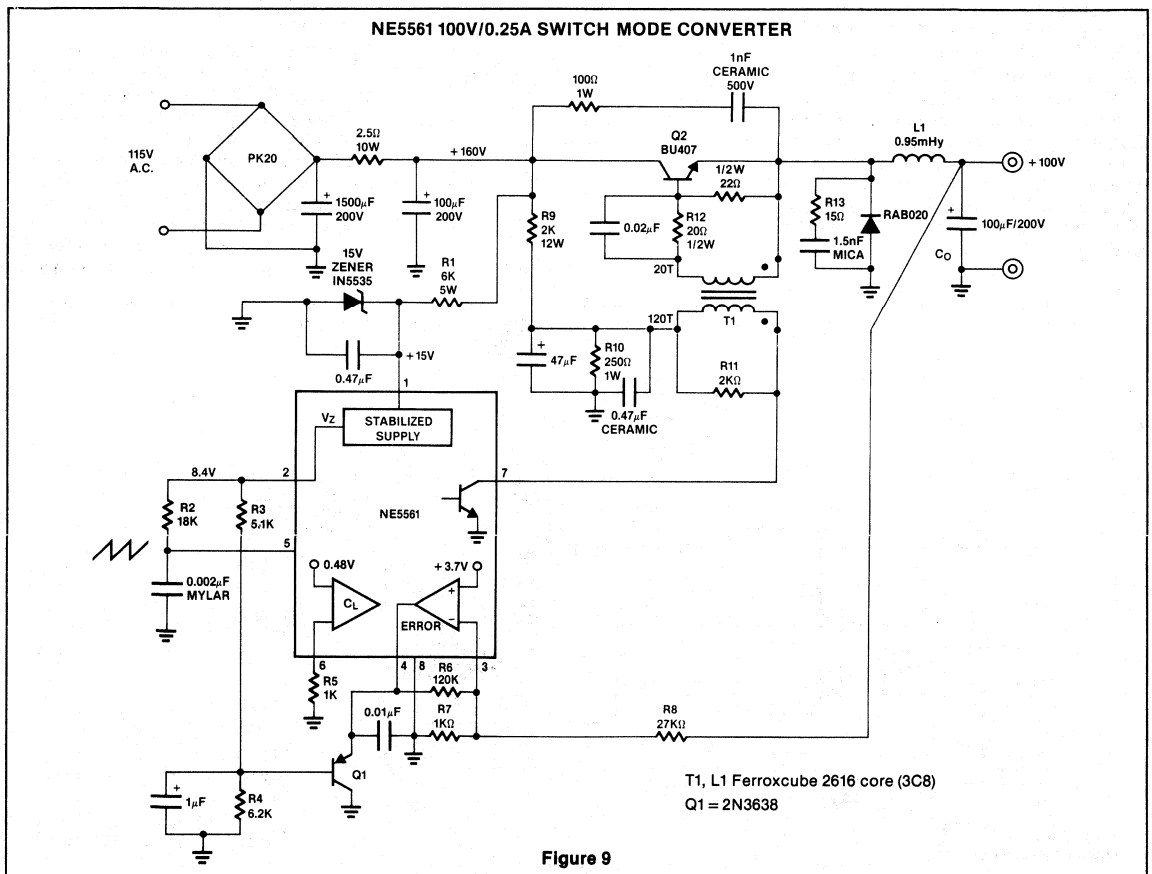 NE5561 100V/0.25A SWITCH MODE CONVERTER
1nF
CERAMIC
500V
100Ω
1W
Q2
BU407
L1
0.95mHy
2.5Ω
10W
+160V
+100V
115V
A.C.
PK20
1/2W
22Ω
+
1500μF
200V
+
100μF
200V
R9
2K
12W
0.02μF
R12
20Ω
1/2W
R13
15Ω
RAB020
+
100μF/200V
1.5nF
MICA
CO
15V
ZENER
IN5535
R1
6K
5W
20T
120T
T1
+15V
0.47μF
+
47μF
R10
250Ω
1W
R11
2KΩ
0.47μF
CERAMIC
1
VZ
STABILIZED
SUPPLY
8.4V
2
7
R2
18K
R3
5.1K
NE5561
5
0.002μF
MYLAR
0.48V
+3.7V
CL
+
−
ERROR
6
4
8
3
R5
1K
R6
120K
0.01μF
R7
1KΩ
R8
27KΩ
Q1
+
1μF
R4
6.2K
T1, L1 Ferroxcube 2616 core (3C8)
Q1 = 2N3638
Figure 9